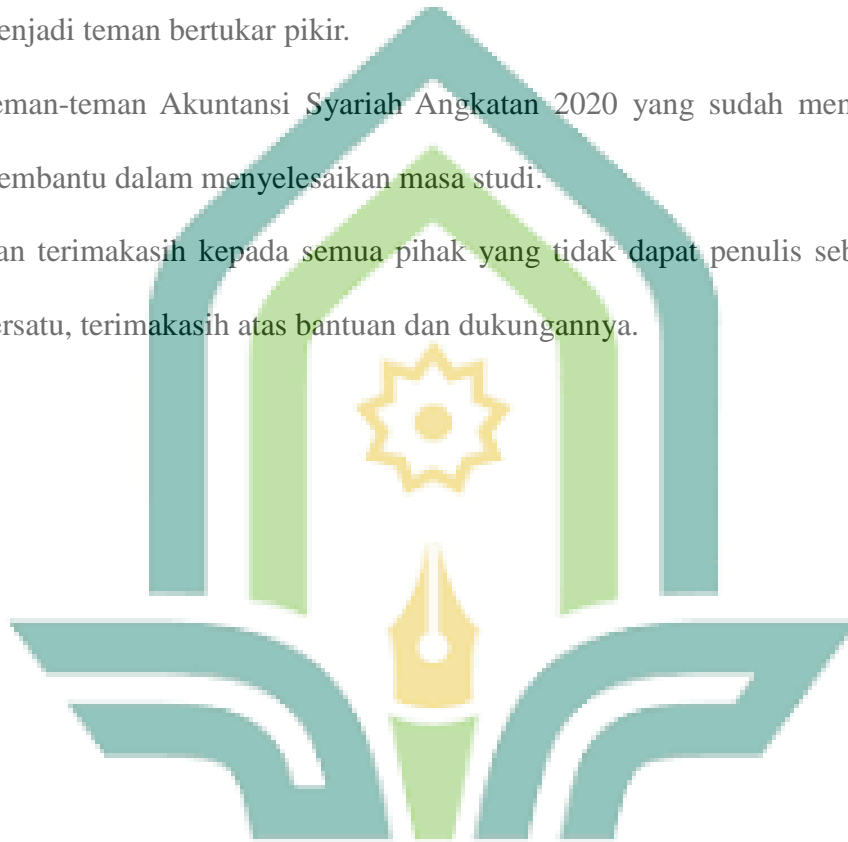 enjadi teman bertukar pikir.
eman-teman Akuntansi Syariah Angkatan 2020 yang sudah men
embantu dalam menyelesaikan masa studi.
an terimakasih kepada semua pihak yang tidak dapat penulis seb
ersatu, terimakasih atas bantuan dan dukungannya.